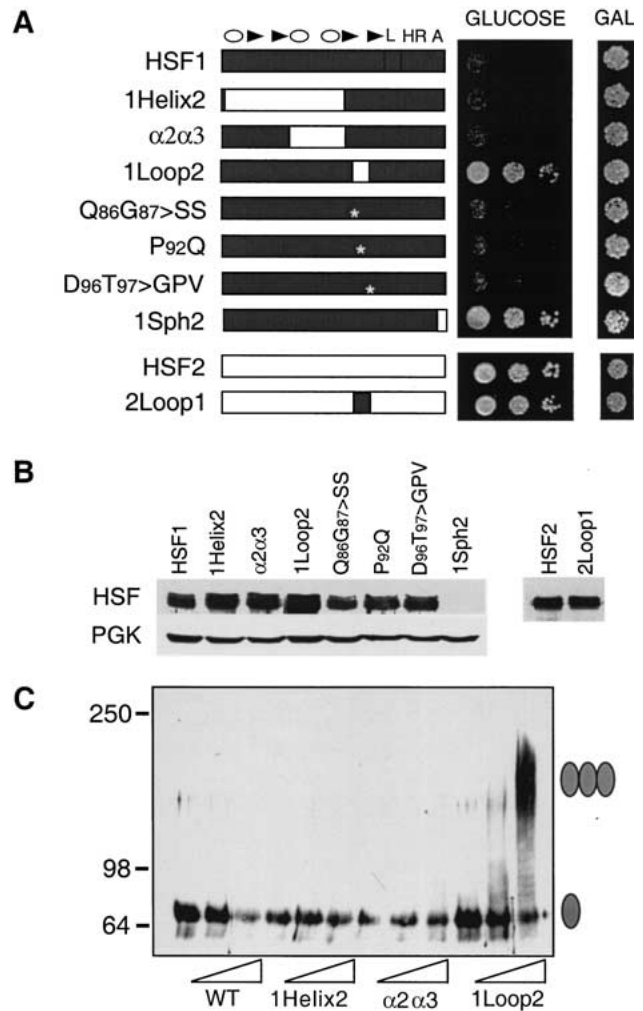 A
L HR A
GLUCOSE
GAL
HSF1
1Helix2
α2α3
1Loop2
Q86G87>SS
P92Q
D96T97>GPV
1Sph2
HSF2
2Loop1
B
HSF1
1Helix2
α2α3
1Loop2
Q86G87>SS
P92Q
D96T97>GPV
1Sph2
HSF2
2Loop1
HSF
PGK
C
250
98
64
WT 1Helix2 α2α3 1Loop2